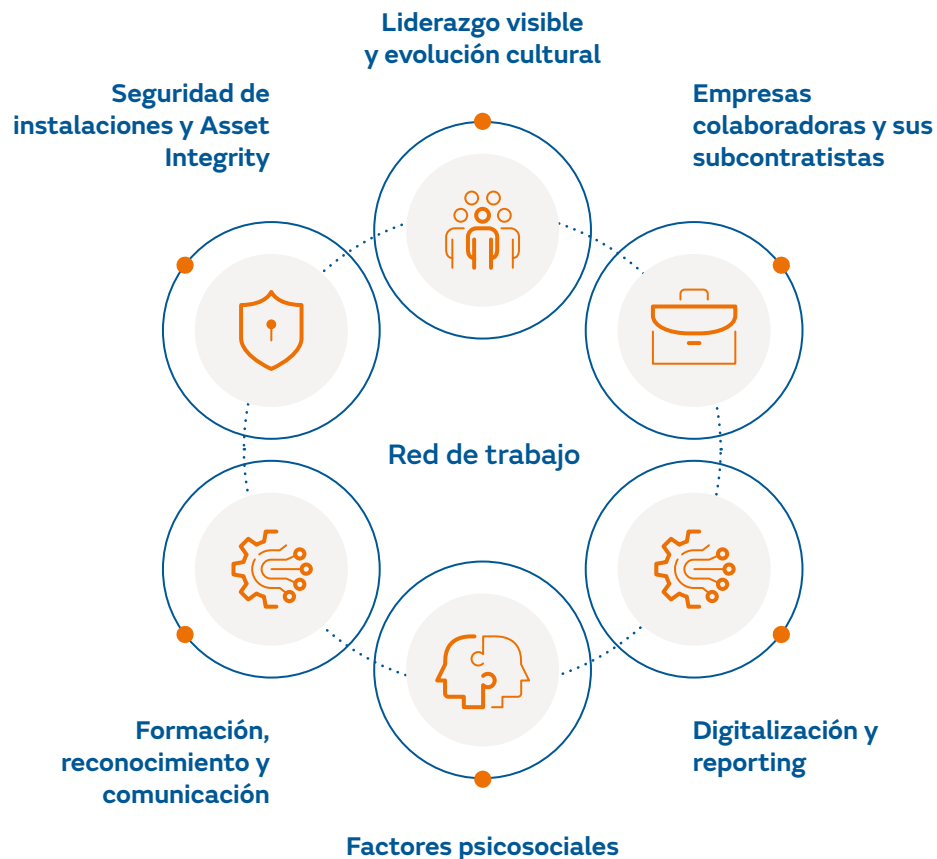 Liderazgo visible
y evolución cultural
Seguridad de
instalaciones y Asset
Integrity
Empresas
colaboradoras y sus
subcontratistas
Red de trabajo
Formación,
reconocimiento y
comunicación
Digitalización y
reporting
Factores psicosociales